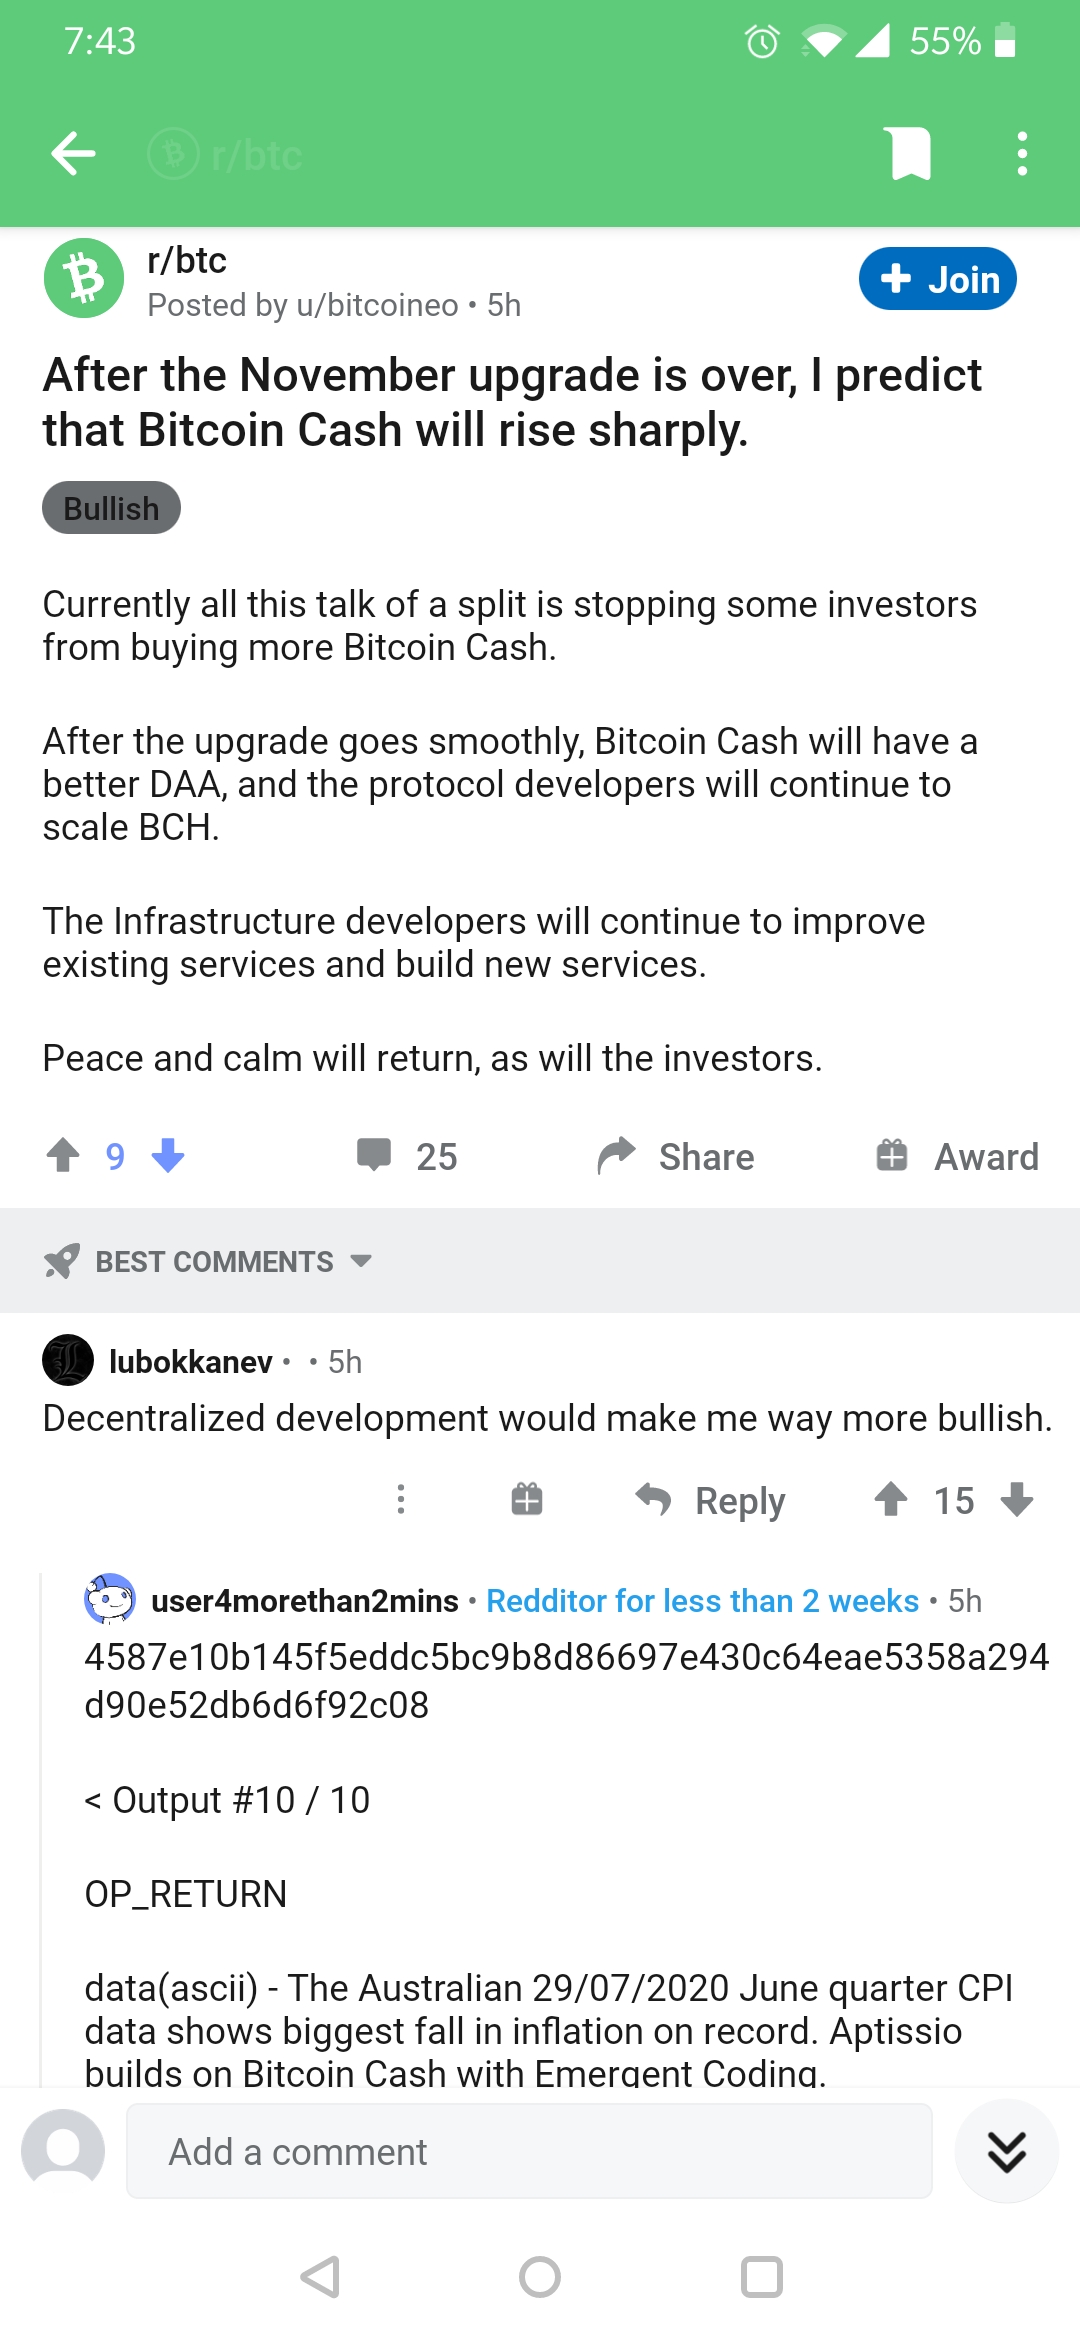 7:43
55%
r/btc
r/btc
Posted by u/bitcoineo • 5h
+ Join
After the November upgrade is over, I predict
that Bitcoin Cash will rise sharply.
Bullish
Currently all this talk of a split is stopping some investors
from buying more Bitcoin Cash.
After the upgrade goes smoothly, Bitcoin Cash will have a
better DAA, and the protocol developers will continue to
scale BCH.
The Infrastructure developers will continue to improve
existing services and build new services.
Peace and calm will return, as will the investors.
9 25 Share Award
BEST COMMENTS
lubokkanev • • 5h
Decentralized development would make me way more bullish.
Reply 15
user4morethan2mins • Redditor for less than 2 weeks • 5h
4587e10b145f5eddc5bc9b8d86697e430c64eae5358a294
d90e52db6d6f92c08
< Output #10 / 10
OP_RETURN
data(ascii) - The Australian 29/07/2020 June quarter CPI
data shows biggest fall in inflation on record. Aptissio
builds on Bitcoin Cash with Emergent Coding.
Add a comment